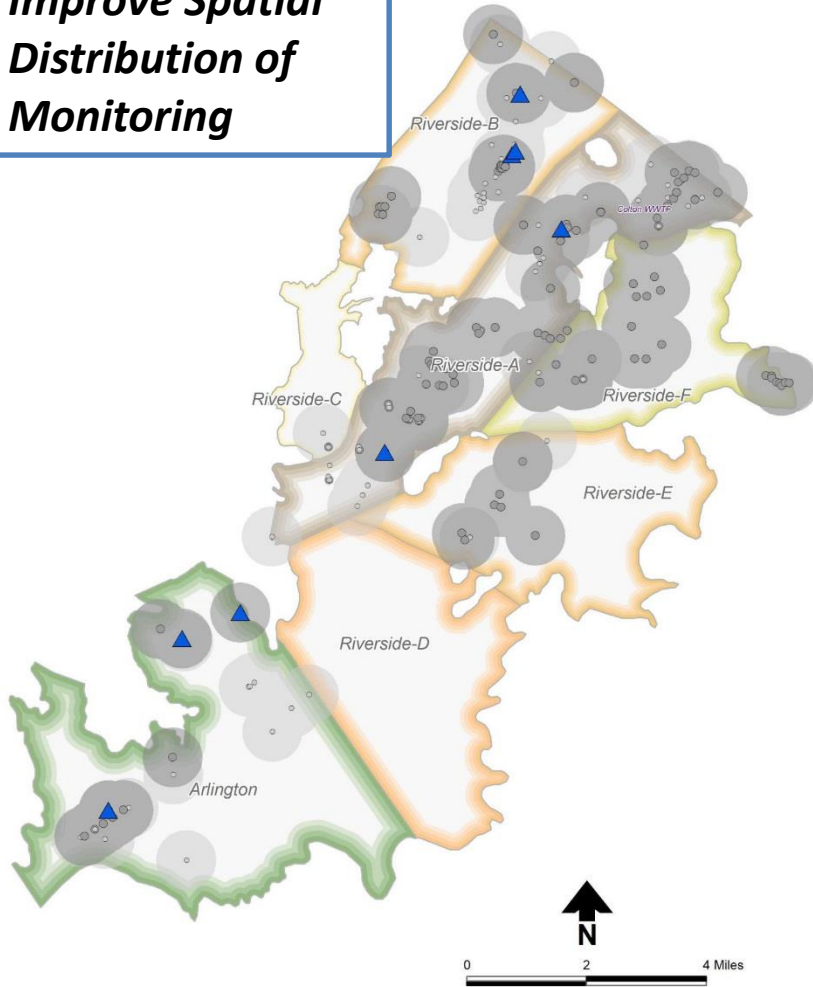 Improve Spatial
Distribution of
Monitoring
Riverside-B
Colton WWTF
Riverside-A
Riverside-C
Riverside-F
Riverside-E
Riverside-D
Arlington
N
0 2 4 Miles